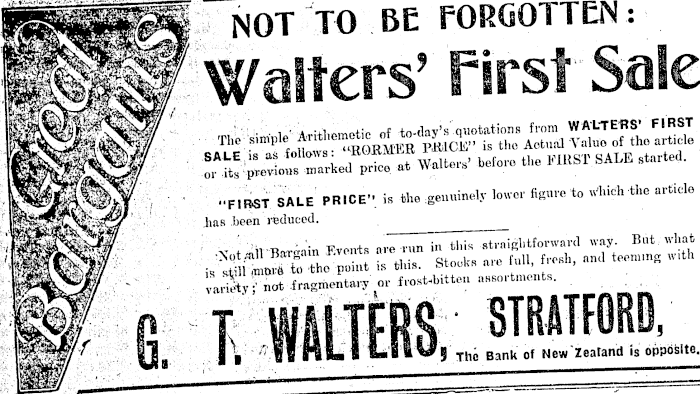 Great
Bargains
NOT TO BE FORGOTTEN:
Walters' First Sale
The simple Arithemetic of to-day's quotations from WALTERS' FIRST
SALE is as follows: "RORMER PRICE" is the Actual Value of the article
or its previous marked price at Walters' before the FIRST SALE started.
"FIRST SALE PRICE" is the genuinely lower figure to which the article
has been reduced.
Not all Bargain Events are run in this straightforward way. But what
is still more to the point is this. Stocks are full, fresh, and teeming with
variety; not fragmentary or frost-bitten assortments.
G. T. WALTERS, STRATFORD,
The Bank of New Zealand is opposite.